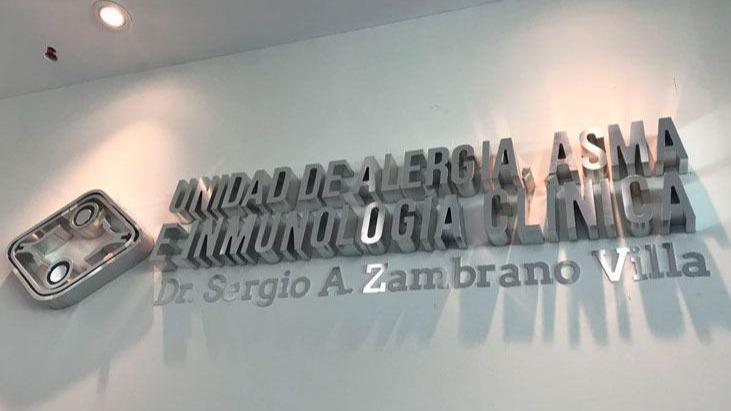 UNIDAD DE ALERGIA, ASMA
E INMUNOLOGÍA CLÍNICA
Dr. Sergio A. Zambrano Villa